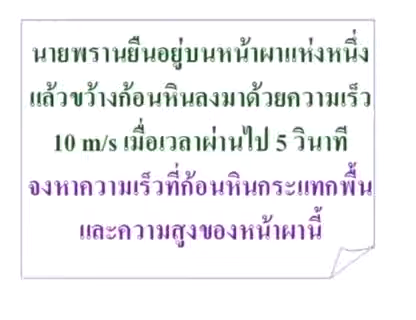 นายพรานยืนอยู่บนหน้าผาแห่งหนึ่ง
แล้วขว้างก้อนหินลงมาด้วยความเร็ว
10 m/s เมื่อเวลาผ่านไป 5 วินาที
จงหาความเร็วที่ก้อนหินกระแทกพื้น
และความสูงของหน้าผานี้